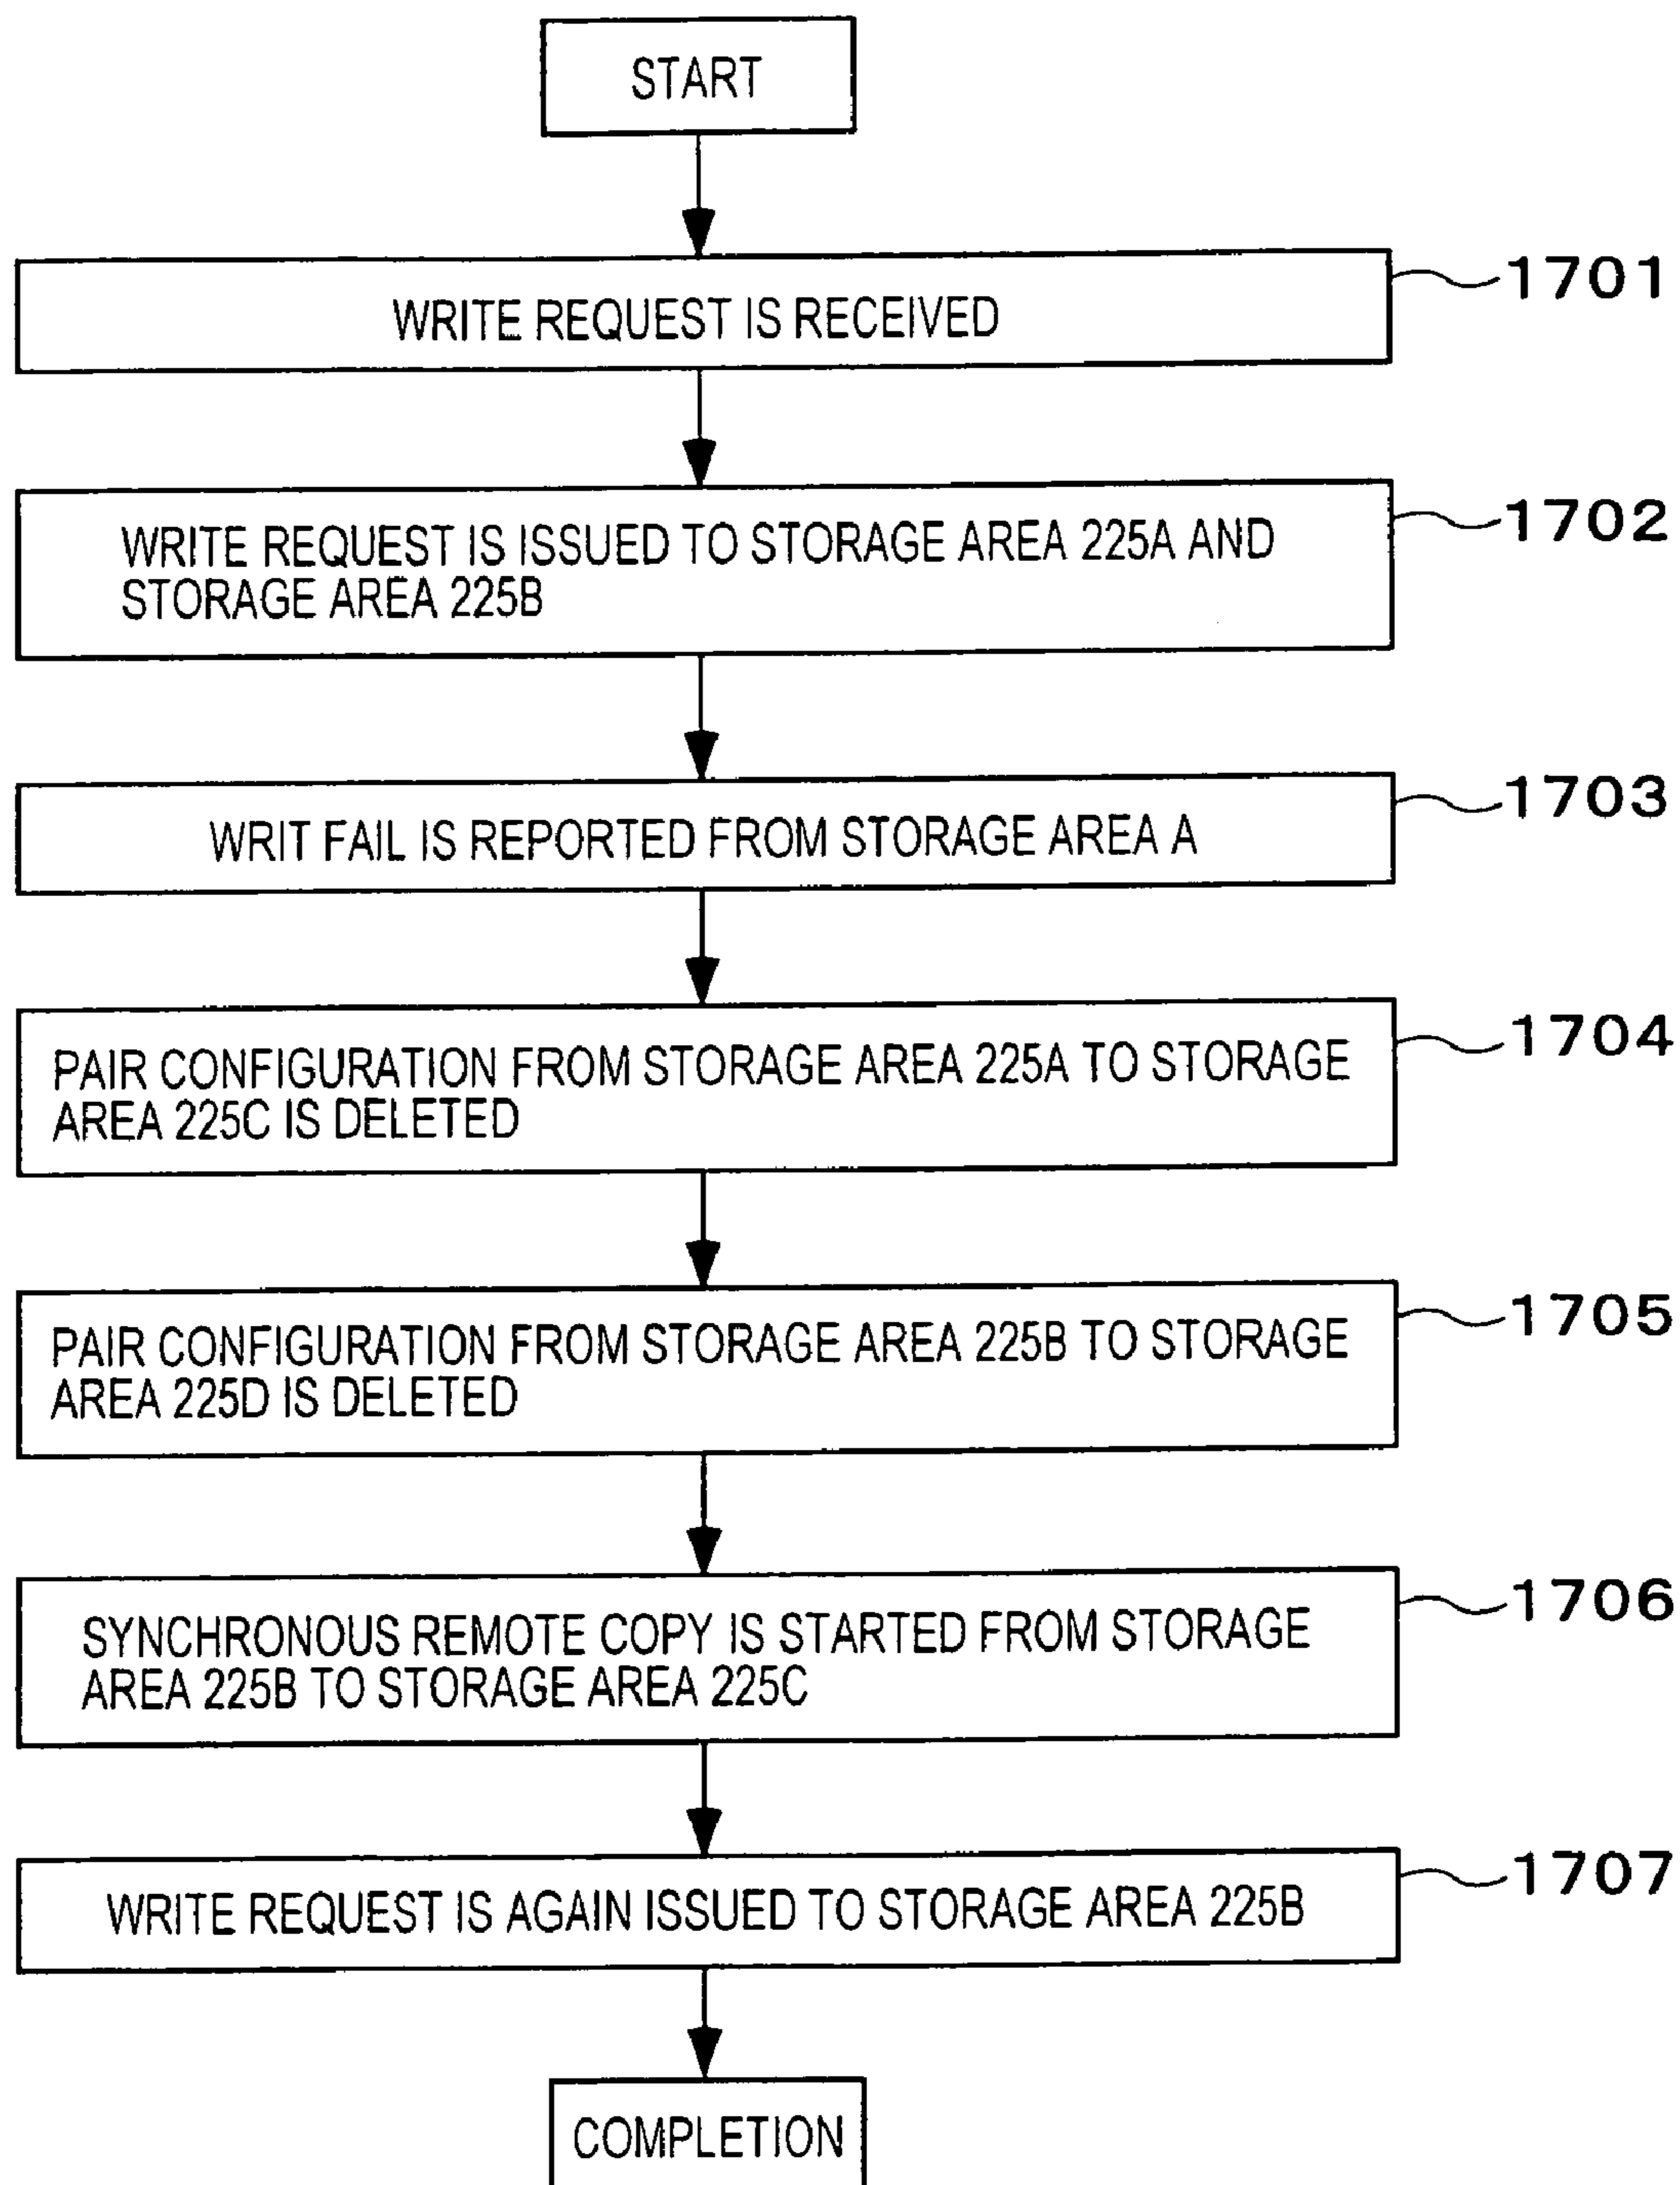 START
WRITE REQUEST IS RECEIVED
1701
WRITE REQUEST IS ISSUED TO STORAGE AREA 225A AND
STORAGE AREA 225B
1702
WRIT FAIL IS REPORTED FROM STORAGE AREA A
1703
PAIR CONFIGURATION FROM STORAGE AREA 225A TO STORAGE
AREA 225C IS DELETED
1704
PAIR CONFIGURATION FROM STORAGE AREA 225B TO STORAGE
AREA 225D IS DELETED
1705
SYNCHRONOUS REMOTE COPY IS STARTED FROM STORAGE
AREA 225B TO STORAGE AREA 225C
1706
WRITE REQUEST IS AGAIN ISSUED TO STORAGE AREA 225B
1707
COMPLETION